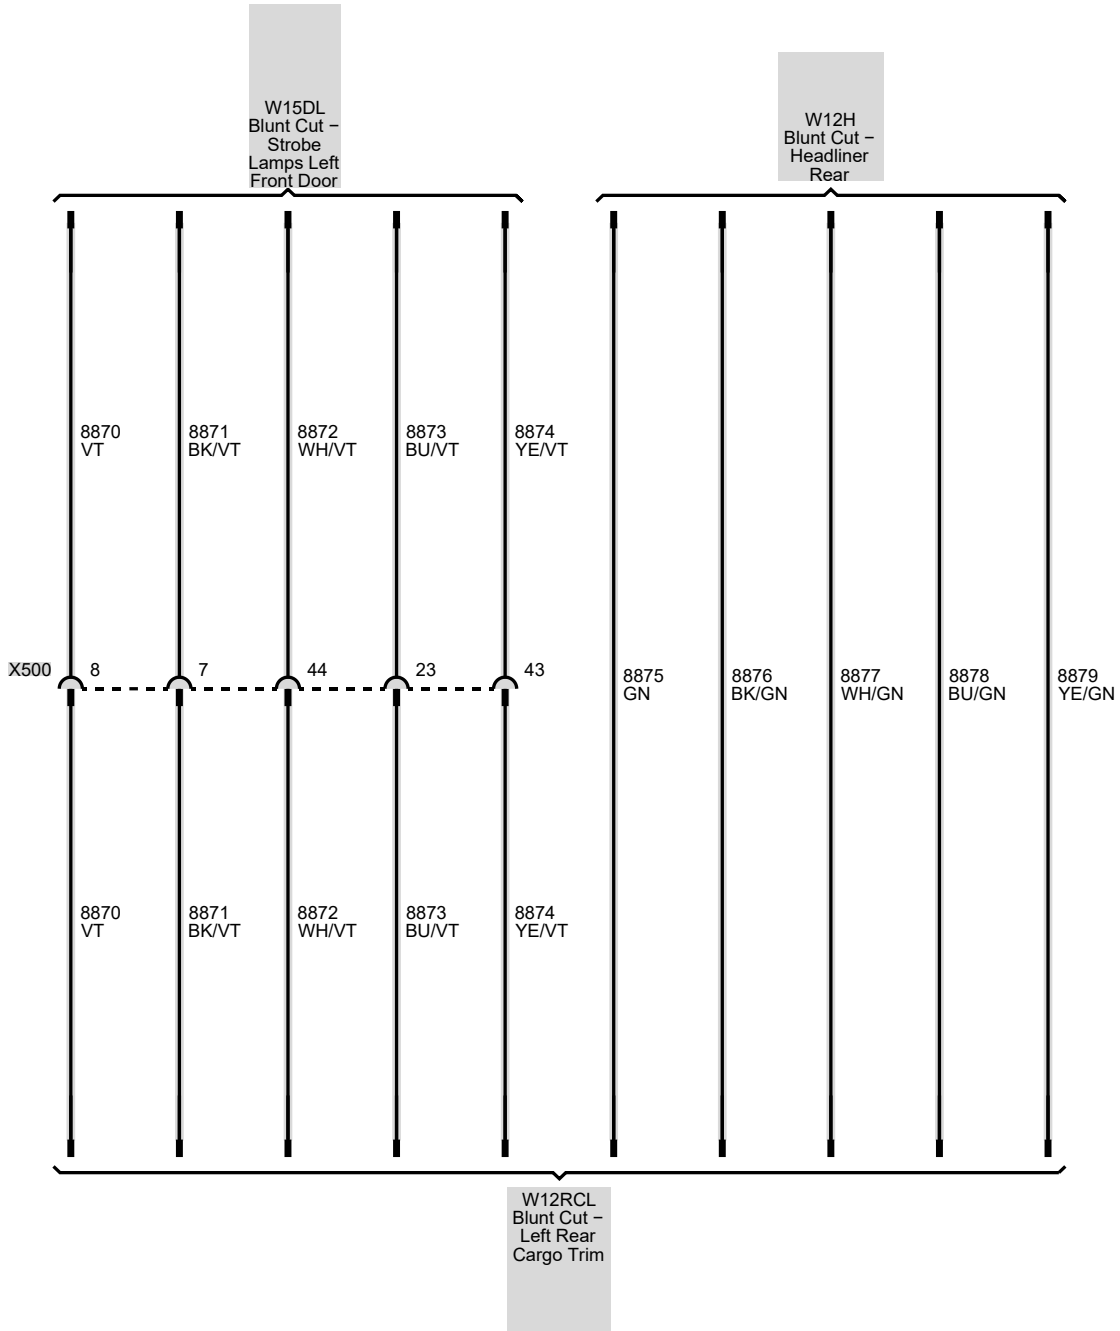 W15DL
Blunt Cut –
Strobe
Lamps Left
Front Door
W12H
Blunt Cut –
Headliner
Rear
8870
VT
8871
BK/VT
8872
WH/VT
8873
BU/VT
8874
YE/VT
X500
8
7
44
23
43
8875
GN
8876
BK/GN
8877
WH/GN
8878
BU/GN
8879
YE/GN
8870
VT
8871
BK/VT
8872
WH/VT
8873
BU/VT
8874
YE/VT
W12RCL
Blunt Cut –
Left Rear
Cargo Trim